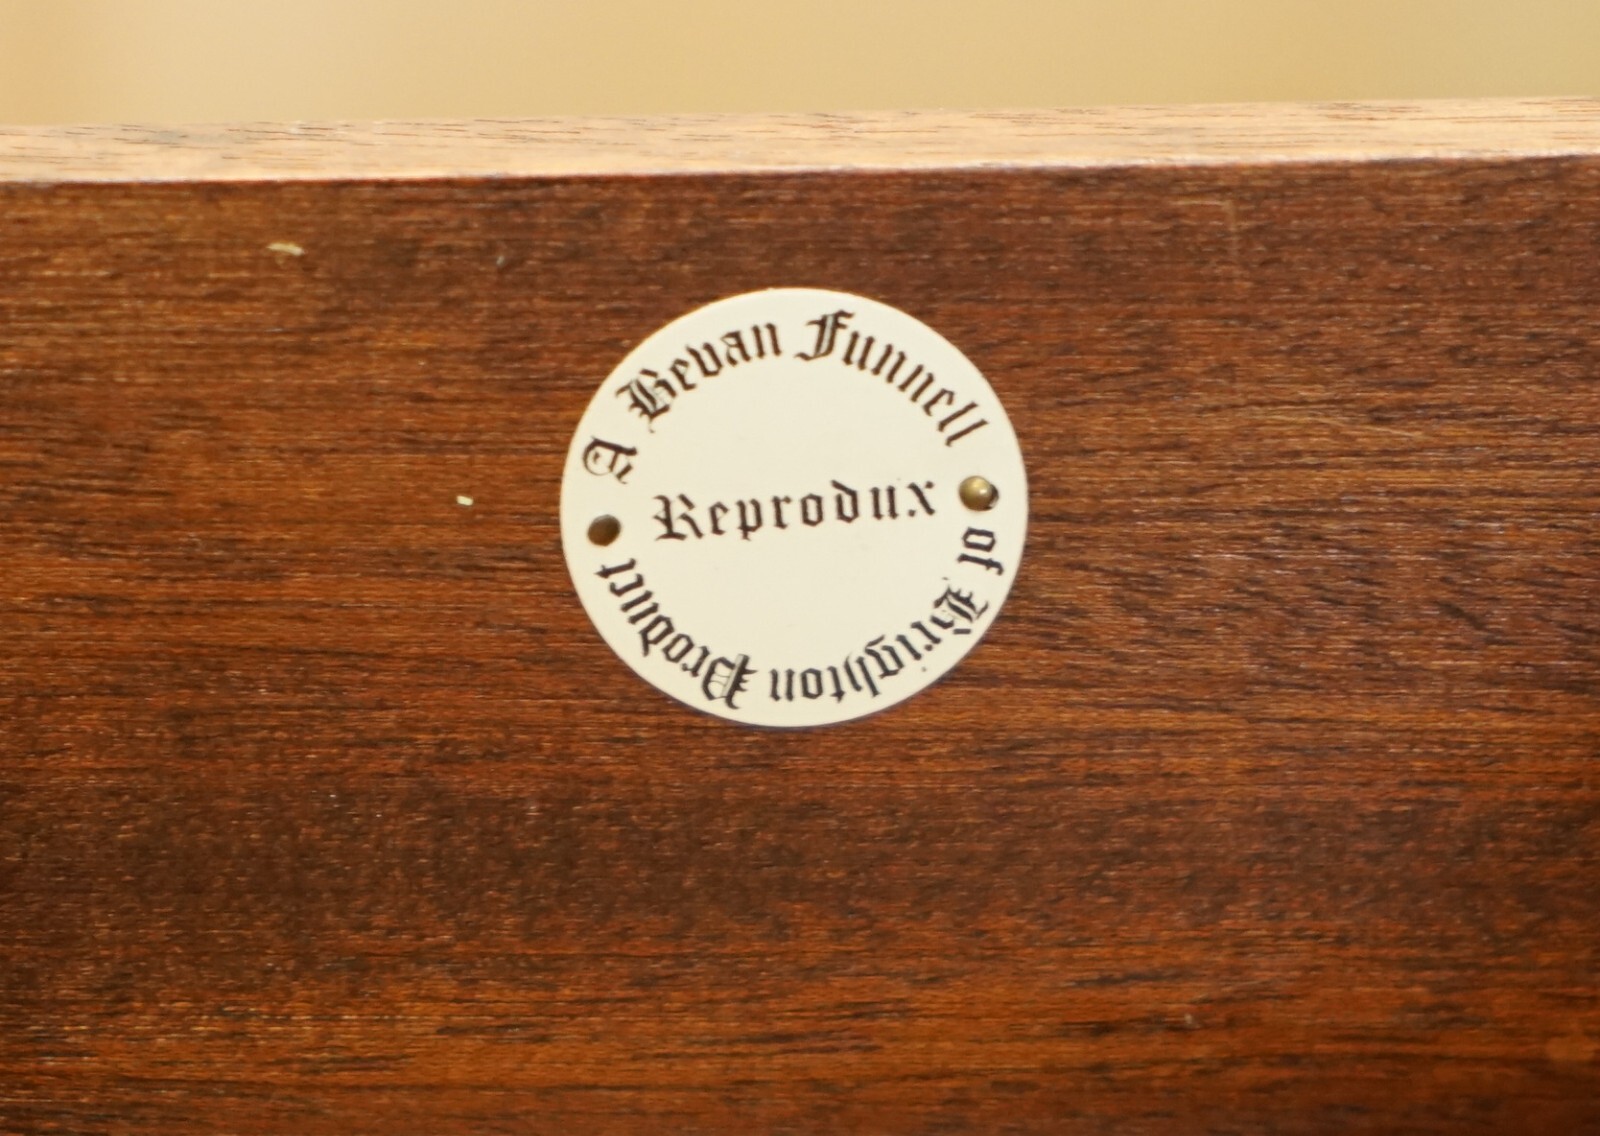 A Bevan Funnell
of Brighton Product
Reprodux